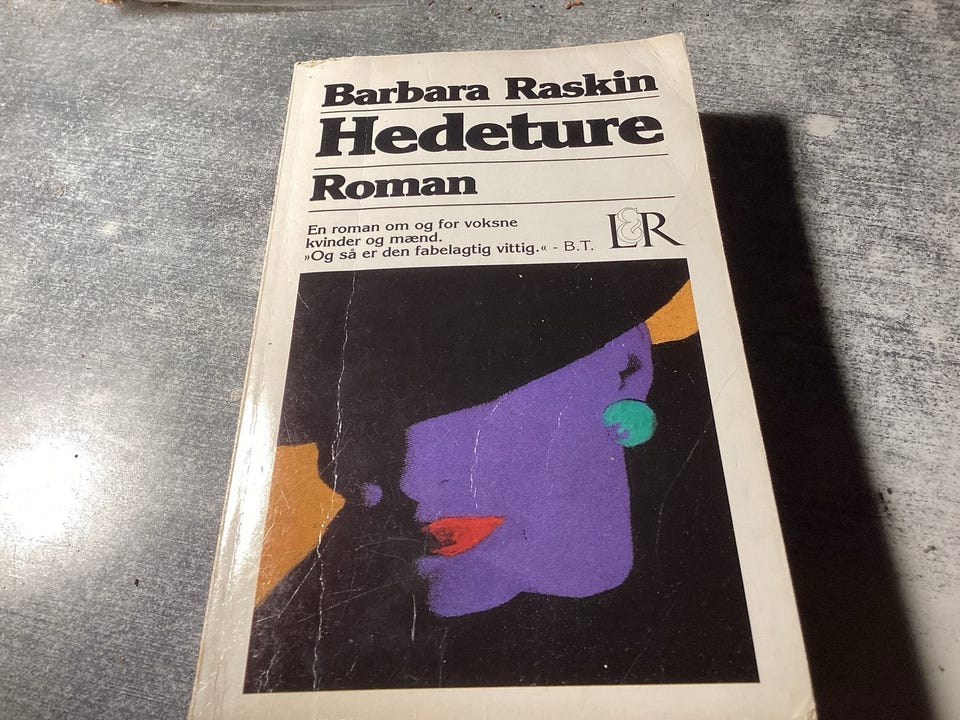 Barbara Raskin
Hedeture
Roman
En roman om og for voksne
kvinder og mænd.
»Og så er den fabelagtig vittig.« - B.T.
L&R